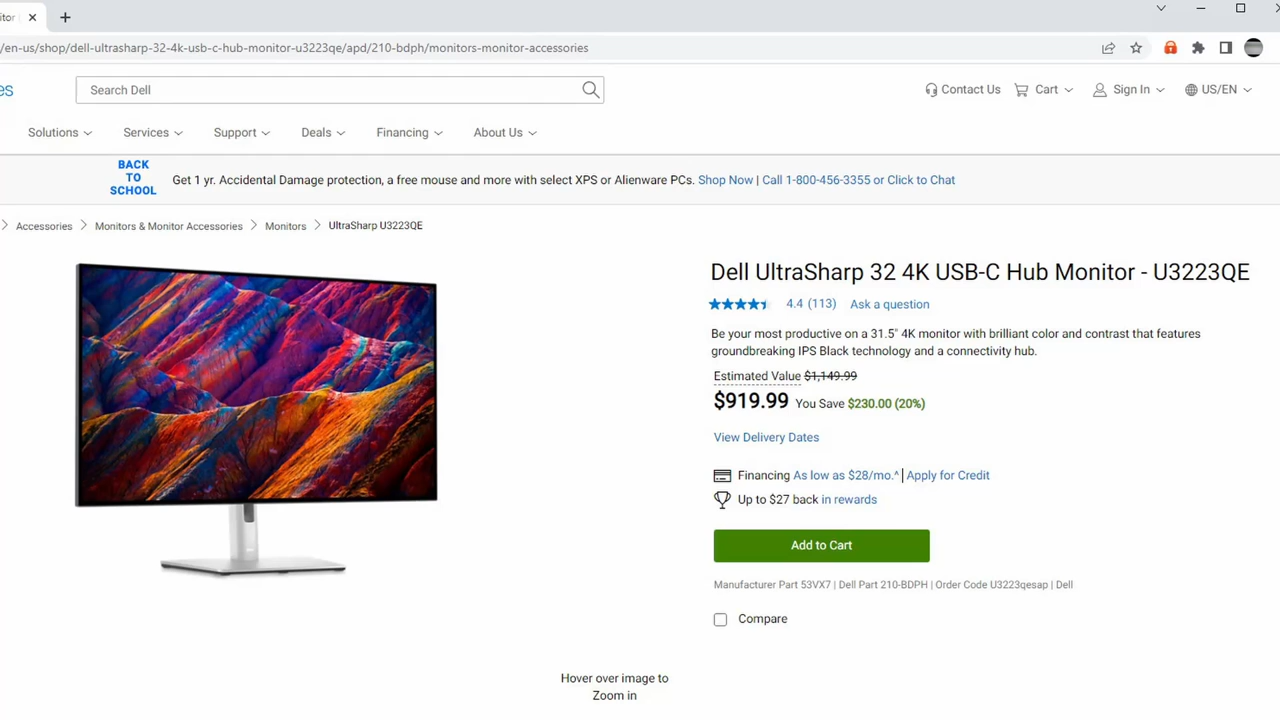 itor
/en-us/shop/dell-ultrasharp-32-4k-usb-c-hub-monitor-u3223qe/apd/210-bdph/monitors-monitor-accessories
es
Search Dell
Contact Us
Cart
Sign In
US/EN
Solutions
Services
Support
Deals
Financing
About Us
BACK
TO
SCHOOL
Get 1 yr. Accidental Damage protection, a free mouse and more with select XPS or Alienware PCs. Shop Now | Call 1-800-456-3355 or Click to Chat
Accessories
Monitors & Monitor Accessories
Monitors
UltraSharp U3223QE
Dell UltraSharp 32 4K USB-C Hub Monitor - U3223QE
4.4 (113) Ask a question
Be your most productive on a 31.5" 4K monitor with brilliant color and contrast that features
groundbreaking IPS Black technology and a connectivity hub.
Estimated Value $1,149.99
$919.99 You Save $230.00 (20%)
View Delivery Dates
Financing As low as $28/mo.^ | Apply for Credit
Up to $27 back in rewards
Add to Cart
Manufacturer Part 53VX7 | Dell Part 210-BDPH | Order Code U3223qesap | Dell
Compare
Hover over image to
Zoom in